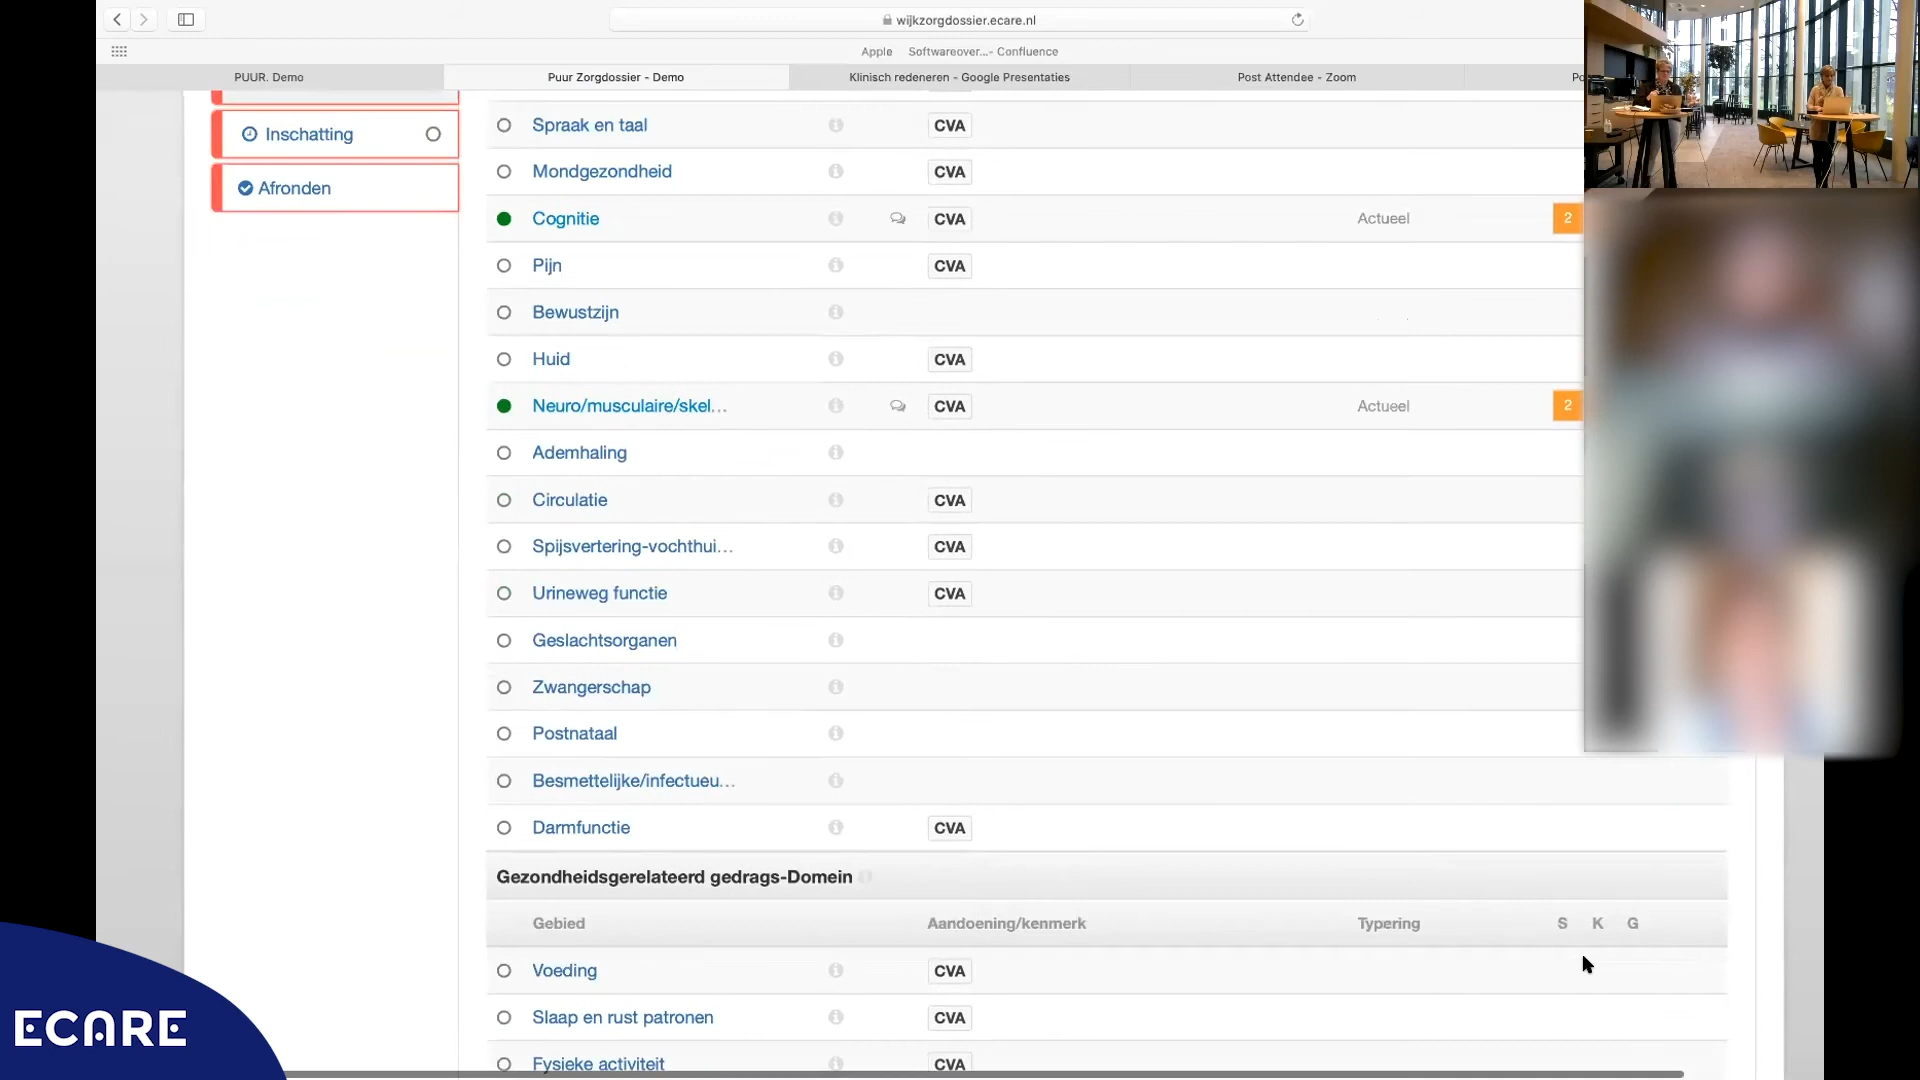 wijkzorgdossier.ecare.nl
Apple Softwareover...- Confluence
PUUR. Demo
Puur Zorgdossier - Demo
Klinisch redeneren - Google Presentaties
Post Attendee - Zoom
Inschatting
Afronden
Spraak en taal CVA
Mondgezondheid CVA
Cognitie CVA Actueel 2
Pijn CVA
Bewustzijn
Huid CVA
Neuro/musculaire/skel... CVA Actueel 2
Ademhaling
Circulatie CVA
Spijsvertering-vochthui... CVA
Urineweg functie CVA
Geslachtsorganen
Zwangerschap
Postnataal
Besmettelijke/infectueu...
Darmfunctie CVA
Gezondheidsgerelateerd gedrags-Domein
Gebied Aandoening/kenmerk Typering S K G
Voeding CVA
Slaap en rust patronen CVA
Fysieke activiteit CVA
ECARE